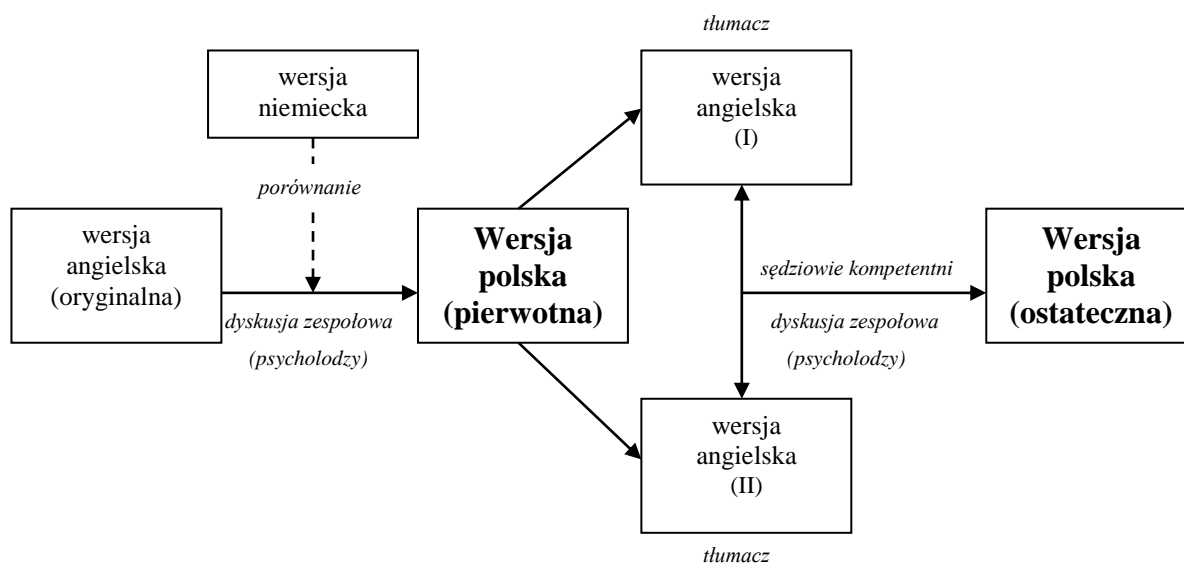 tłumacz
wersja
niemiecka
wersja
angielska
(I)
porównanie
wersja
angielska
(oryginalna)
Wersja
polska
(pierwotna)
sędziowie kompetentni
Wersja
polska
(ostateczna)
dyskusja zespołowa
(psycholodzy)
dyskusja zespołowa
(psycholodzy)
wersja
angielska
(II)
tłumacz